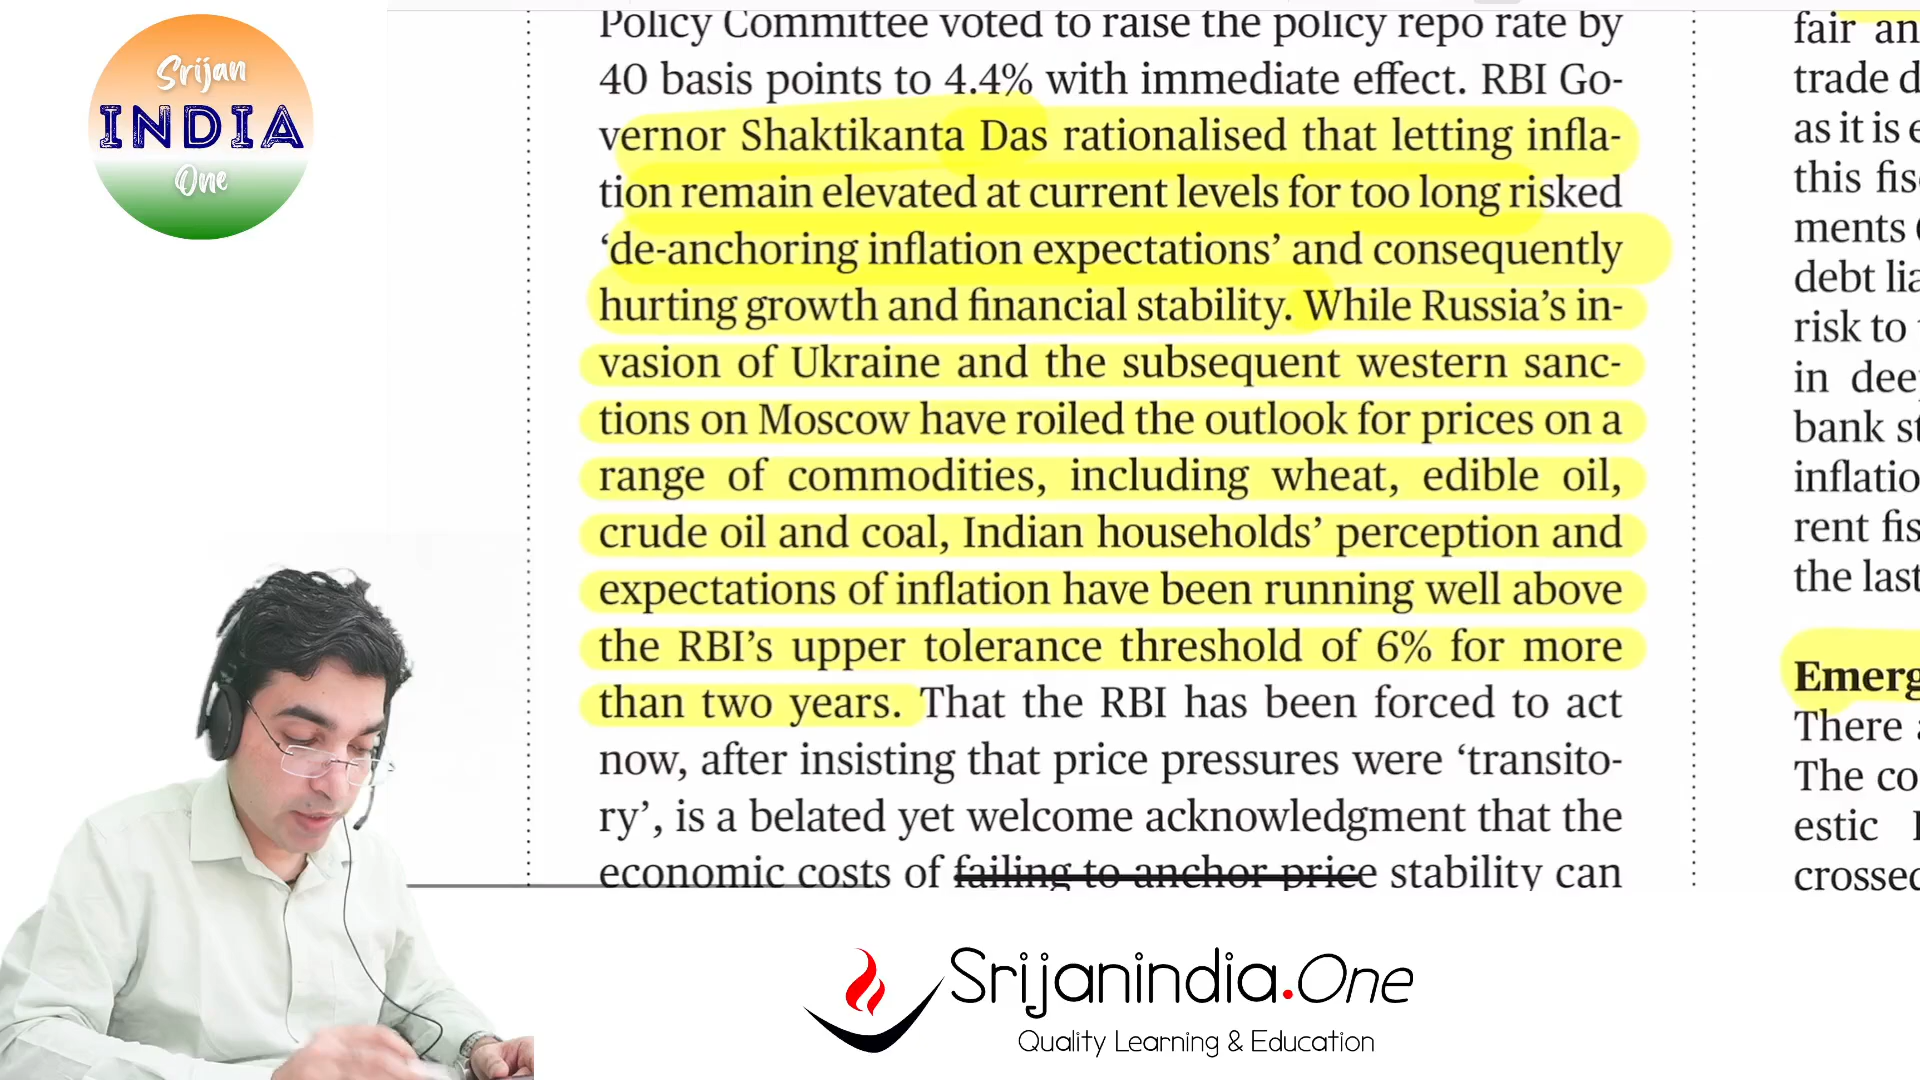 Srijan
INDIA
One
Policy Committee voted to raise the policy repo rate by
40 basis points to 4.4% with immediate effect. RBI Go-
vernor Shaktikanta Das rationalised that letting infla-
tion remain elevated at current levels for too long risked
‘de-anchoring inflation expectations’ and consequently
hurting growth and financial stability. While Russia’s in-
vasion of Ukraine and the subsequent western sanc-
tions on Moscow have roiled the outlook for prices on a
range of commodities, including wheat, edible oil,
crude oil and coal, Indian households’ perception and
expectations of inflation have been running well above
the RBI’s upper tolerance threshold of 6% for more
than two years. That the RBI has been forced to act
now, after insisting that price pressures were ‘transito-
ry’, is a belated yet welcome acknowledgment that the
economic costs of failing to anchor price stability can
fair an
trade d
as it is e
this fis
ments
debt lia
risk to
in dee
bank st
inflatio
rent fis
the last
Emerg
There
The co
estic
crossed
Srijanindia.One
Quality Learning & Education